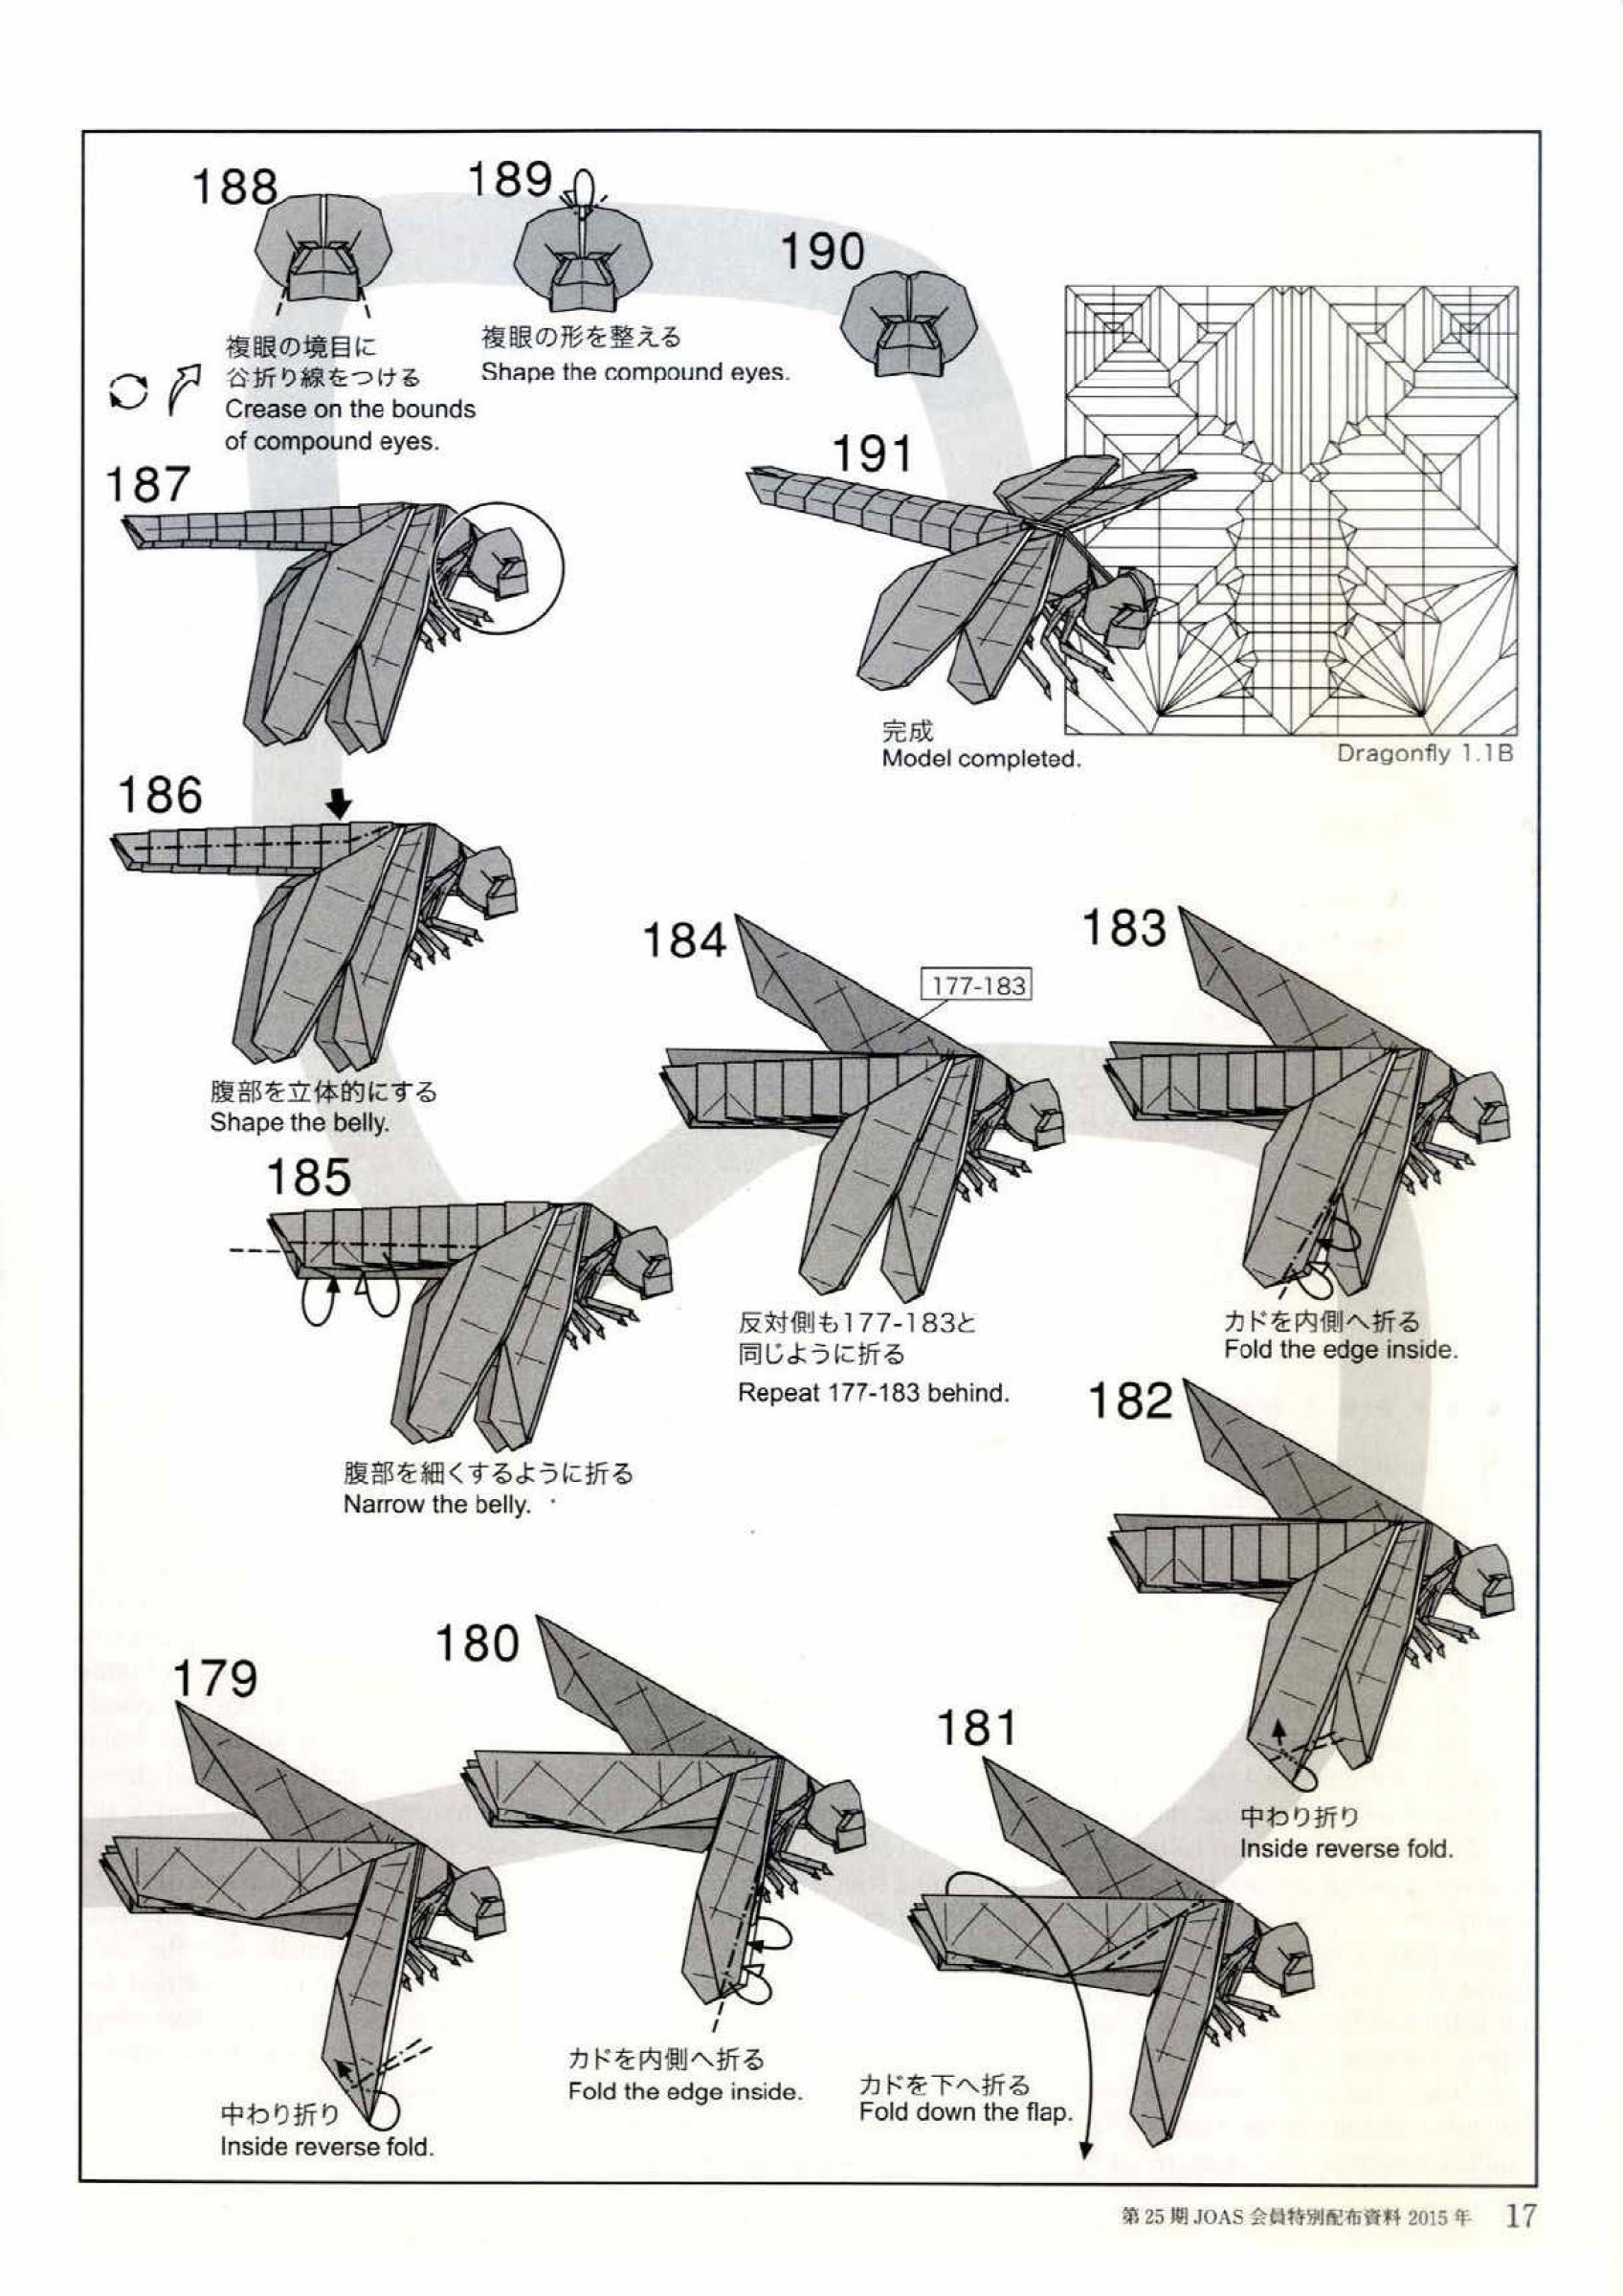 188
複眼の境目に
谷折り線をつける
Crease on the bounds
of compound eyes.
189
複眼の形を整える
Shape the compound eyes.
190
187
191
完成
Model completed.
Dragonfly 1.1B
186
腹部を立体的にする
Shape the belly.
184
177-183
反対側も177-183と
同じように折る
Repeat 177-183 behind.
183
カドを内側へ折る
Fold the edge inside.
185
腹部を細くするように折る
Narrow the belly.
182
中わり折り
Inside reverse fold.
179
中わり折り
Inside reverse fold.
180
カドを内側へ折る
Fold the edge inside.
181
カドを下へ折る
Fold down the flap.
第25期 JOAS 会員特別配布資料 2015年 17